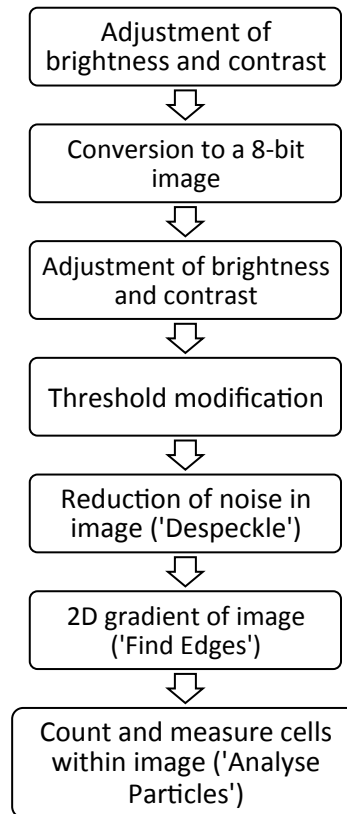 Adjustment of
brightness and contrast
Conversion to a 8-bit
image
Adjustment of brightness
and contrast
Threshold modification
Reduction of noise in
image ('Despeckle')
2D gradient of image
('Find Edges')
Count and measure cells
within image ('Analyse
Particles')